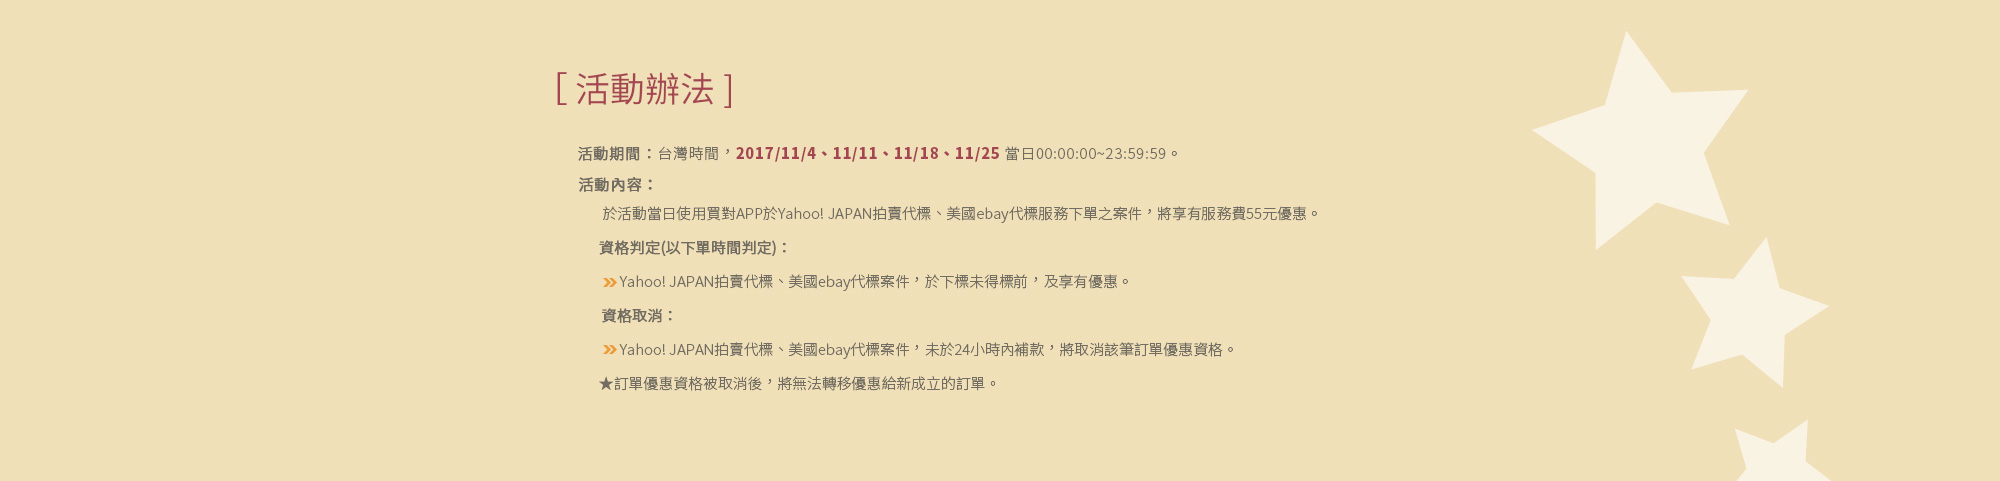 [ 活動辦法 ]
活動期間：台灣時間，2017/11/4、11/11、11/18、11/25 當日00:00:00~23:59:59。
活動內容：
於活動當日使用買對APP於Yahoo! JAPAN拍賣代標、美國ebay代標服務下單之案件，將享有服務費55元優惠。
資格判定(以下單時間判定)：
Yahoo! JAPAN拍賣代標、美國ebay代標案件，於下標未得標前，及享有優惠。
資格取消：
Yahoo! JAPAN拍賣代標、美國ebay代標案件，未於24小時內補款，將取消該筆訂單優惠資格。
★訂單優惠資格被取消後，將無法轉移優惠給新成立的訂單。